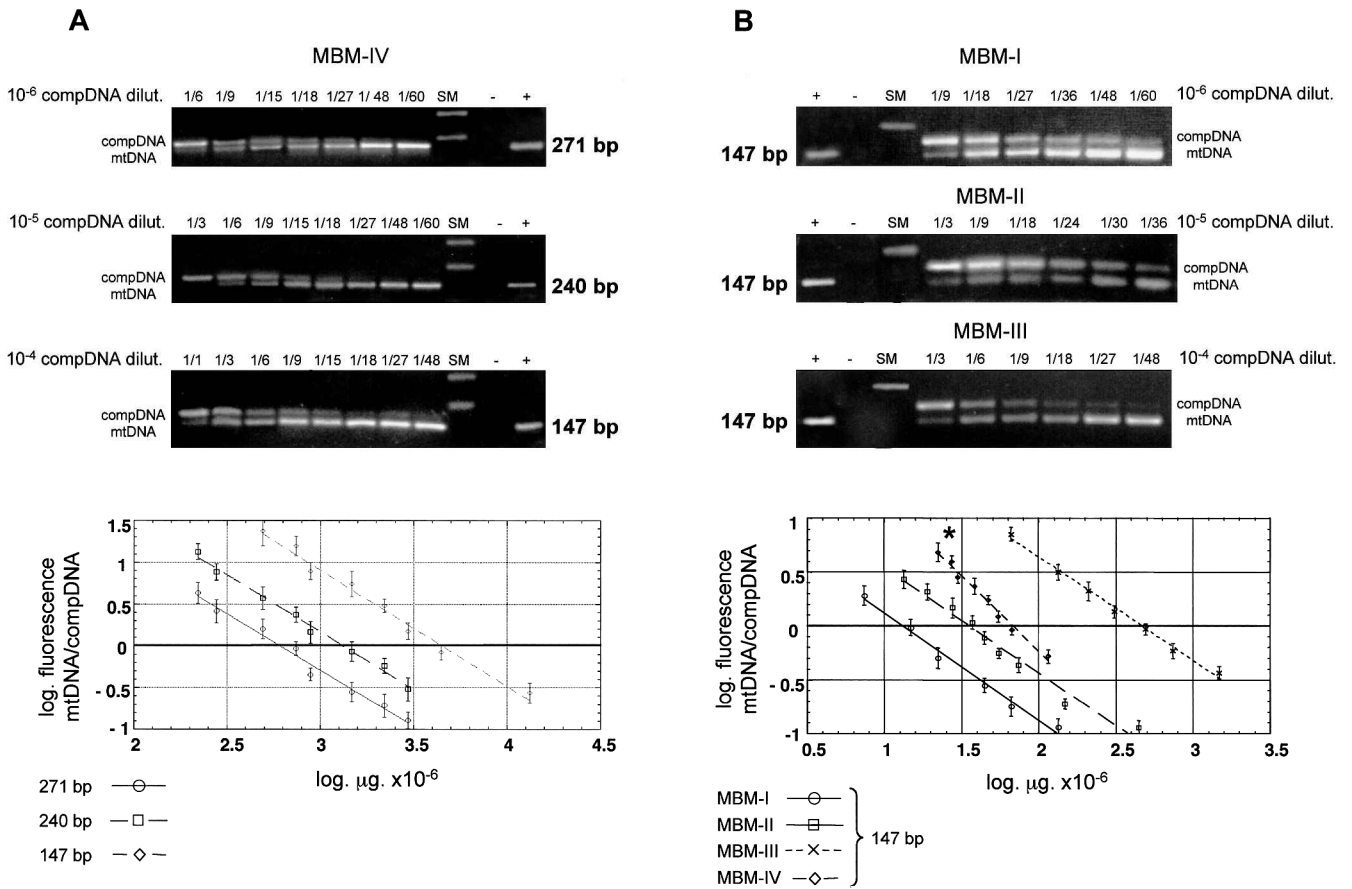 A
MBM-IV
10-6 compDNA dilut. 1/6 1/9 1/15 1/18 1/27 1/ 48 1/60 SM - +
compDNA
mtDNA
271 bp
10-5 compDNA dilut. 1/3 1/6 1/9 1/15 1/18 1/27 1/48 1/60 SM - +
compDNA
mtDNA
240 bp
10-4 compDNA dilut. 1/1 1/3 1/6 1/9 1/15 1/18 1/27 1/48 SM - +
compDNA
mtDNA
147 bp
log. fluorescence
mtDNA/compDNA
1.5
1
0.5
0
- 0.5
- 1
2 2.5 3 3.5 4 4.5
log. µg. x10-6
271 bp
240 bp
147 bp
B
MBM-I
+ - SM 1/9 1/18 1/27 1/36 1/48 1/60 10-6 compDNA dilut.
147 bp
compDNA
mtDNA
MBM-II
+ - SM 1/3 1/9 1/18 1/24 1/30 1/36 10-5 compDNA dilut.
147 bp
compDNA
mtDNA
MBM-III
+ - SM 1/3 1/6 1/9 1/18 1/27 1/48 10-4 compDNA dilut.
147 bp
compDNA
mtDNA
log. fluorescence
mtDNA/compDNA
1
0.5
0
- 0.5
-1
*
0.5 1 1.5 2 2.5 3 3.5
log. µg. x10-6
MBM-I
MBM-II
MBM-III
MBM-IV
147 bp